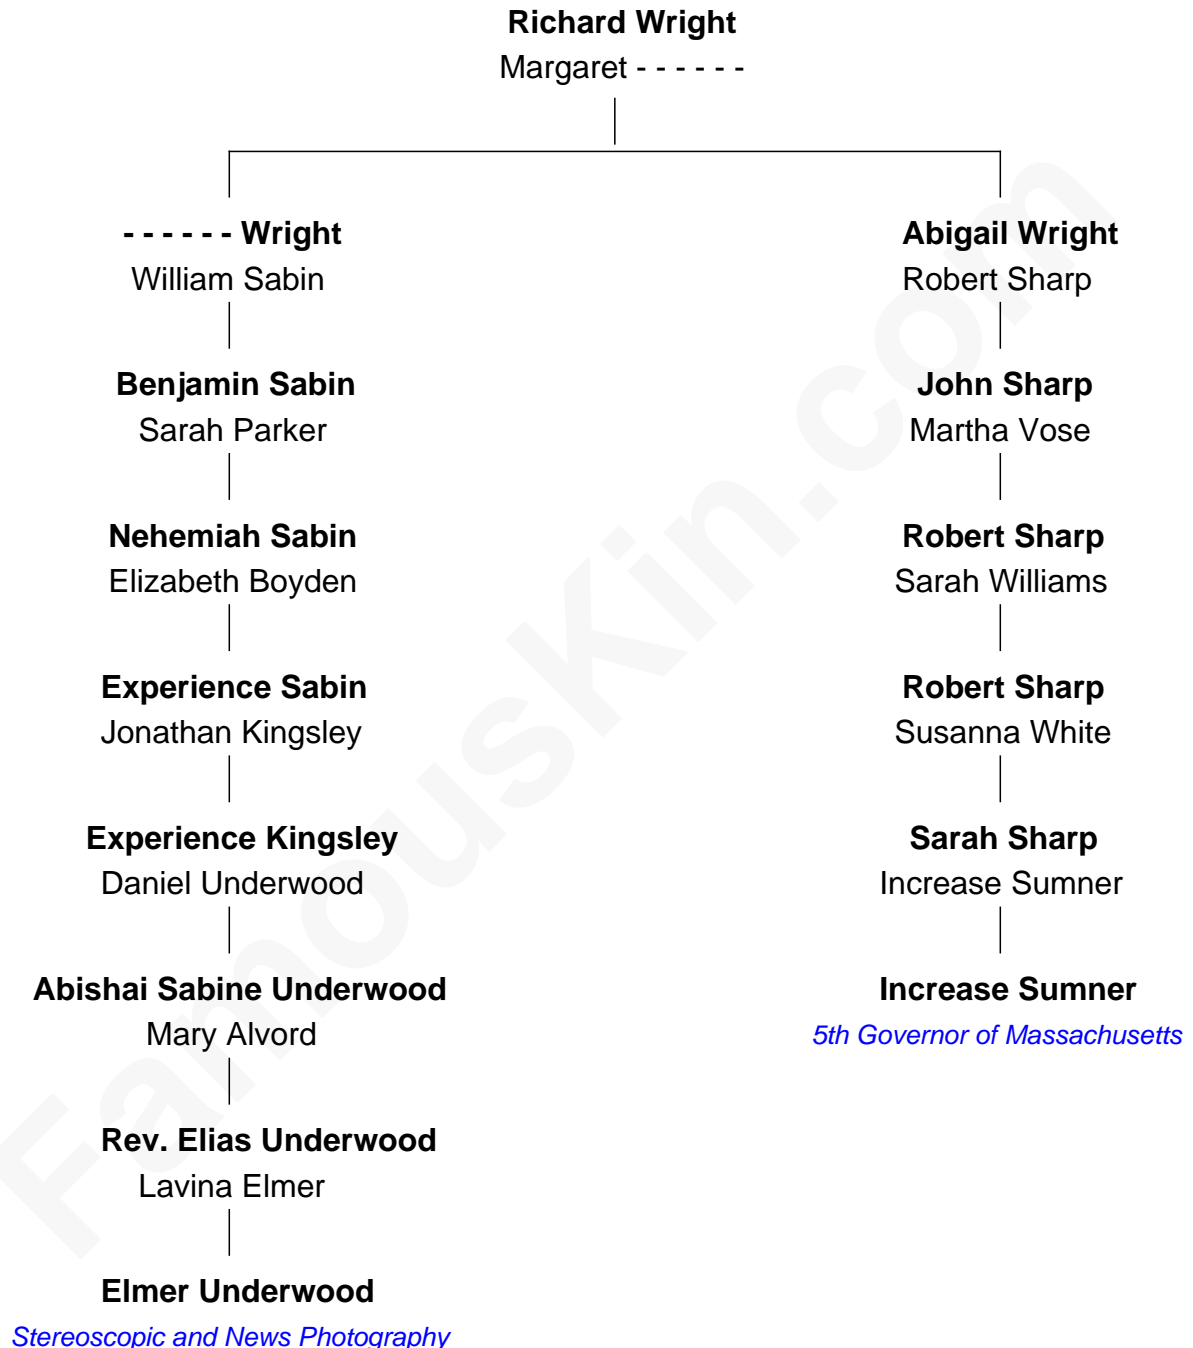 Richard Wright
Margaret - - - - - -
- - - - - - Wright
William Sabin
Benjamin Sabin
Sarah Parker
Nehemiah Sabin
Elizabeth Boyden
Experience Sabin
Jonathan Kingsley
Experience Kingsley
Daniel Underwood
Abishai Sabine Underwood
Mary Alvord
Rev. Elias Underwood
Lavina Elmer
Elmer Underwood
Stereoscopic and News Photography
Abigail Wright
Robert Sharp
John Sharp
Martha Vose
Robert Sharp
Sarah Williams
Robert Sharp
Susanna White
Sarah Sharp
Increase Sumner
Increase Sumner
5th Governor of Massachusetts
FamousKin.com